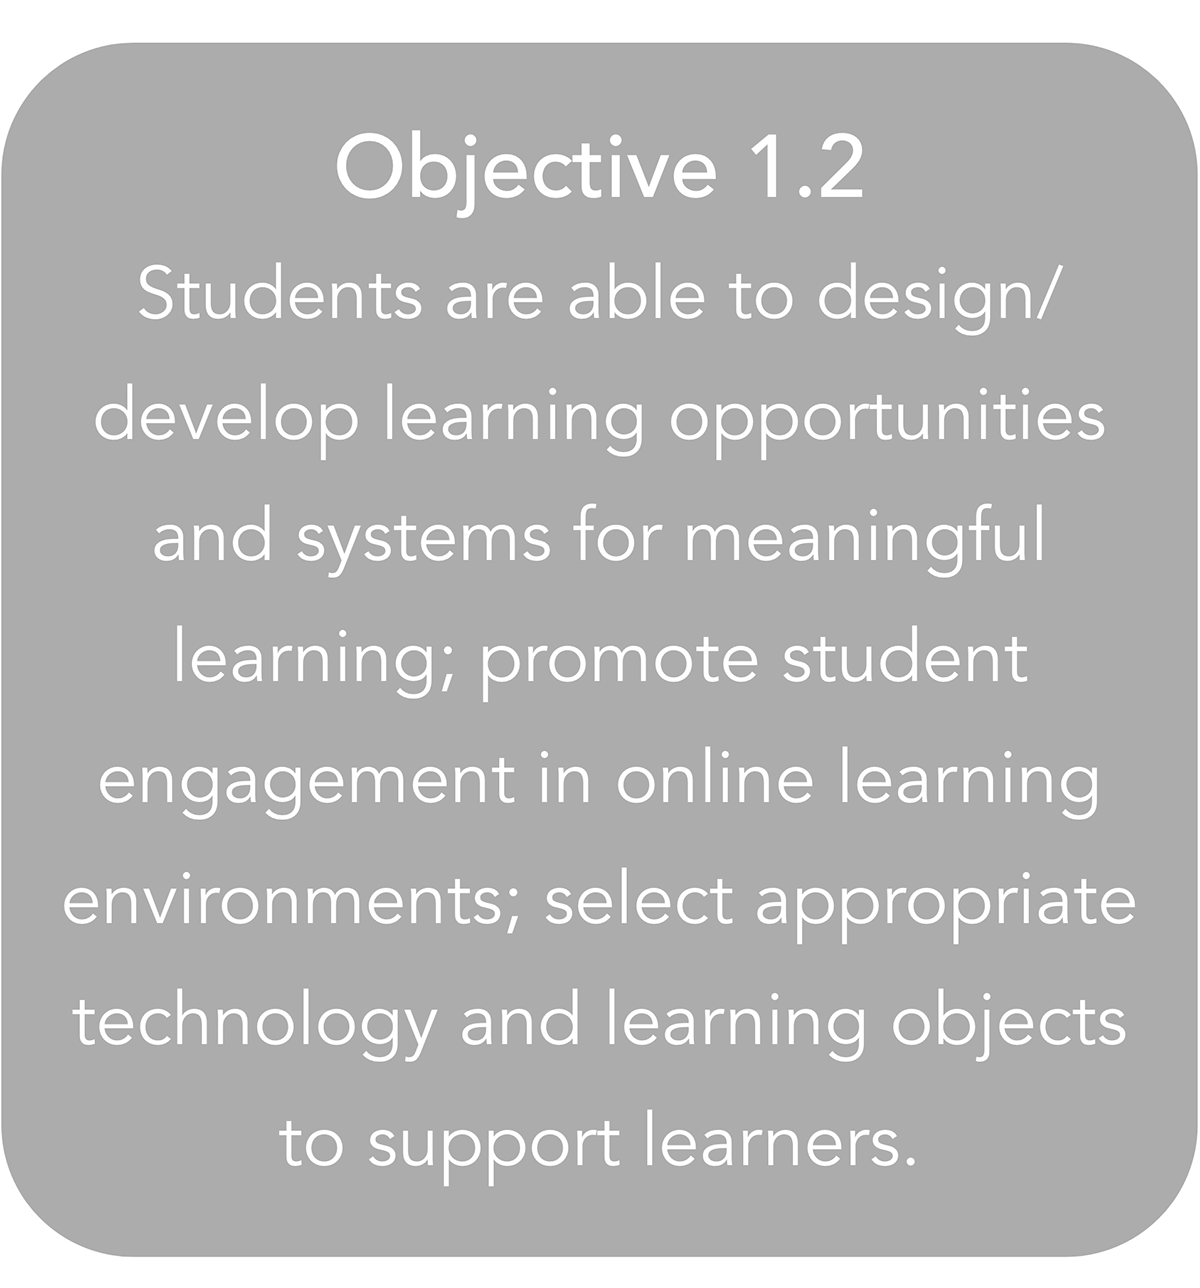 Objective 1.2
Students are able to design/
develop learning opportunities
and systems for meaningful
learning; promote student
engagement in online learning
environments; select appropriate
technology and learning objects
to support learners.